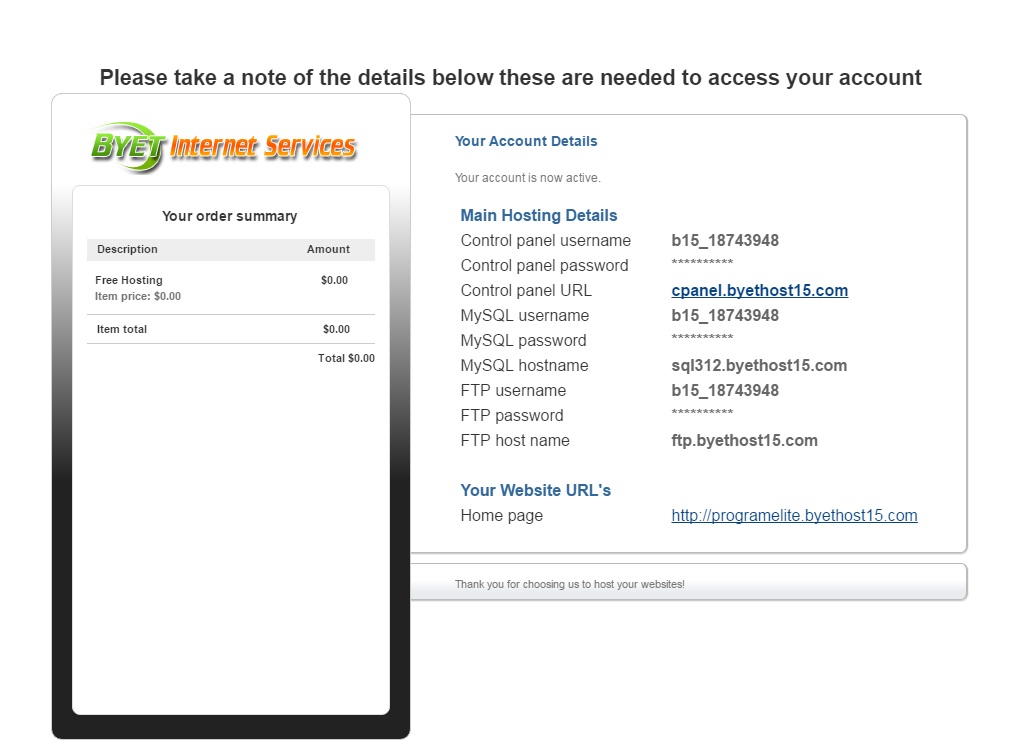 Please take a note of the details below these are needed to access your account
BYET Internet Services
Your order summary
Description Amount
Free Hosting $0.00
Item price: $0.00
Item total $0.00
Total $0.00
Your Account Details
Your account is now active.
Main Hosting Details
Control panel username b15_18743948
Control panel password **********
Control panel URL cpanel.byethost15.com
MySQL username b15_18743948
MySQL password **********
MySQL hostname sql312.byethost15.com
FTP username b15_18743948
FTP password **********
FTP host name ftp.byethost15.com
Your Website URL's
Home page http://programelite.byethost15.com
Thank you for choosing us to host your websites!